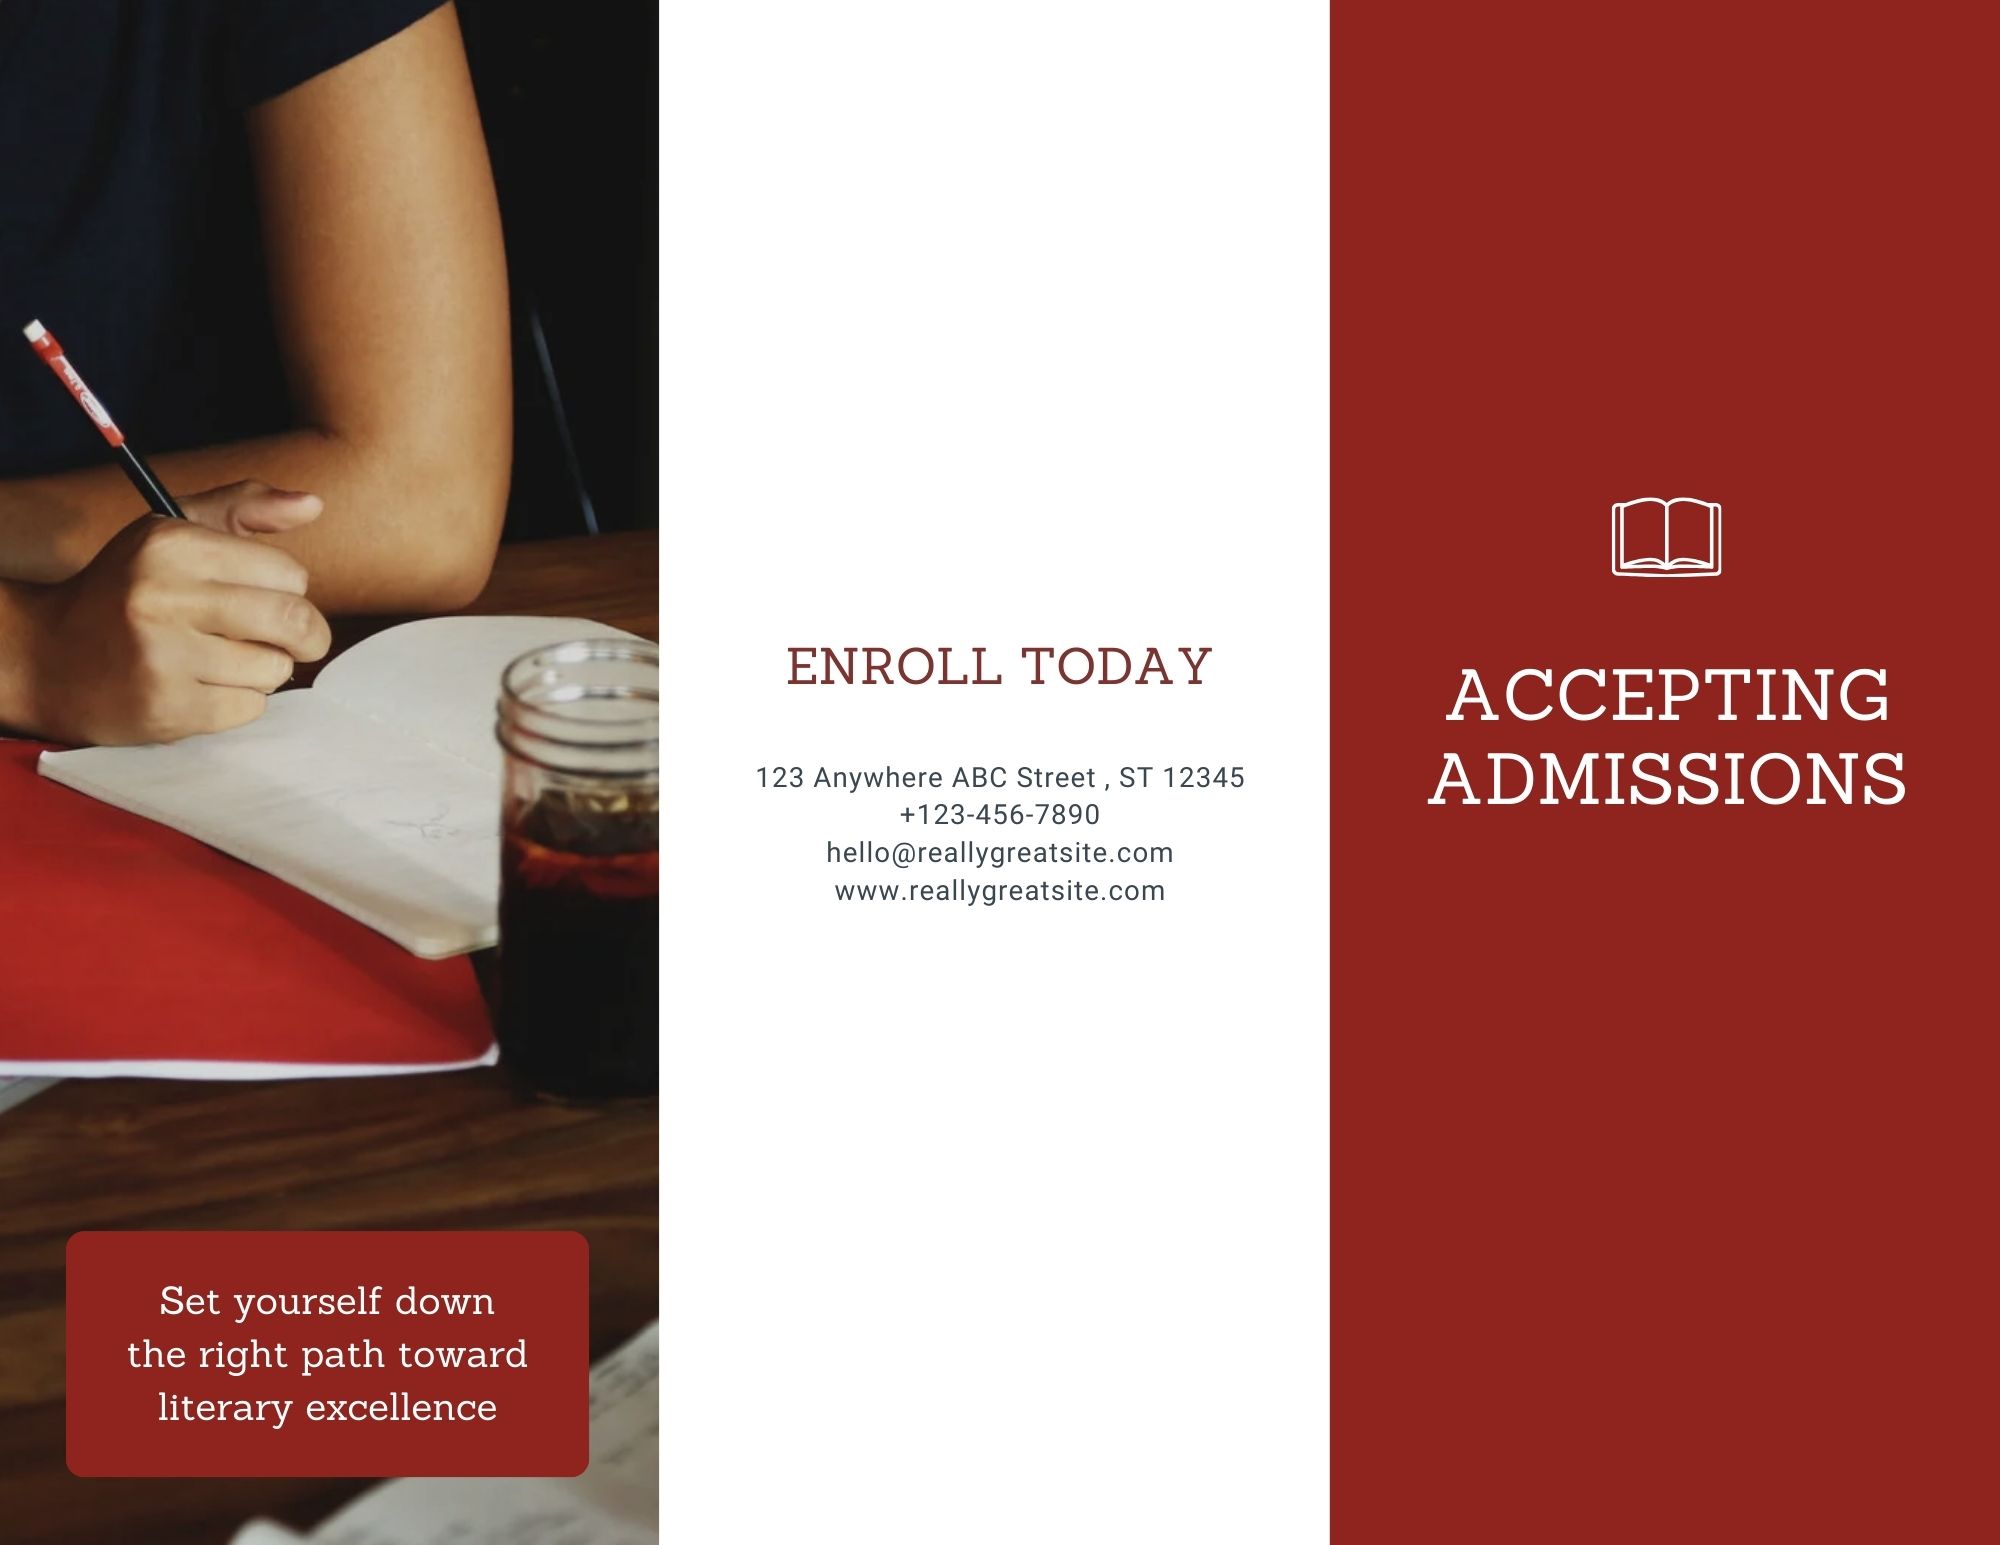 Set yourself down
the right path toward
literary excellence
ENROLL TODAY
123 Anywhere ABC Street , ST 12345
+123-456-7890
hello@reallygreatsite.com
www.reallygreatsite.com
ACCEPTING
ADMISSIONS